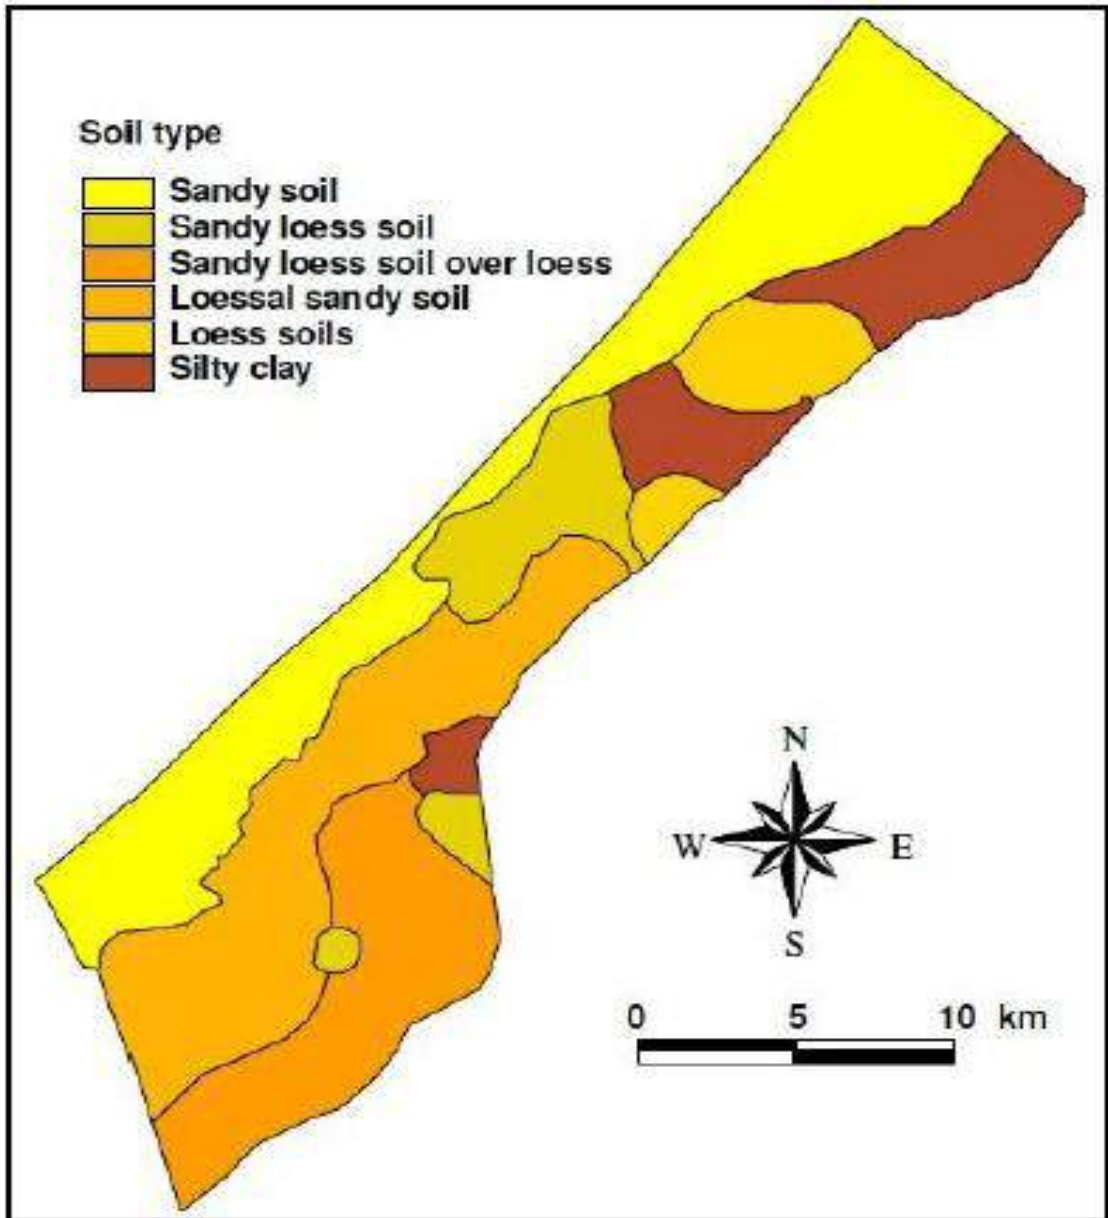 Soil type
Sandy soil
Sandy loess soil
Sandy loess soil over loess
Loessal sandy soil
Loess soils
Silty clay
N
W E
S
0 5 10 km